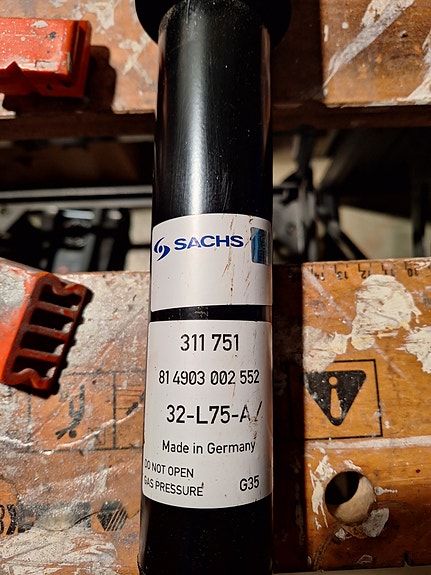 SACHS
311 751
81 4903 002 552
32-L75-A /
Made in Germany
DO NOT OPEN
GAS PRESSURE G35